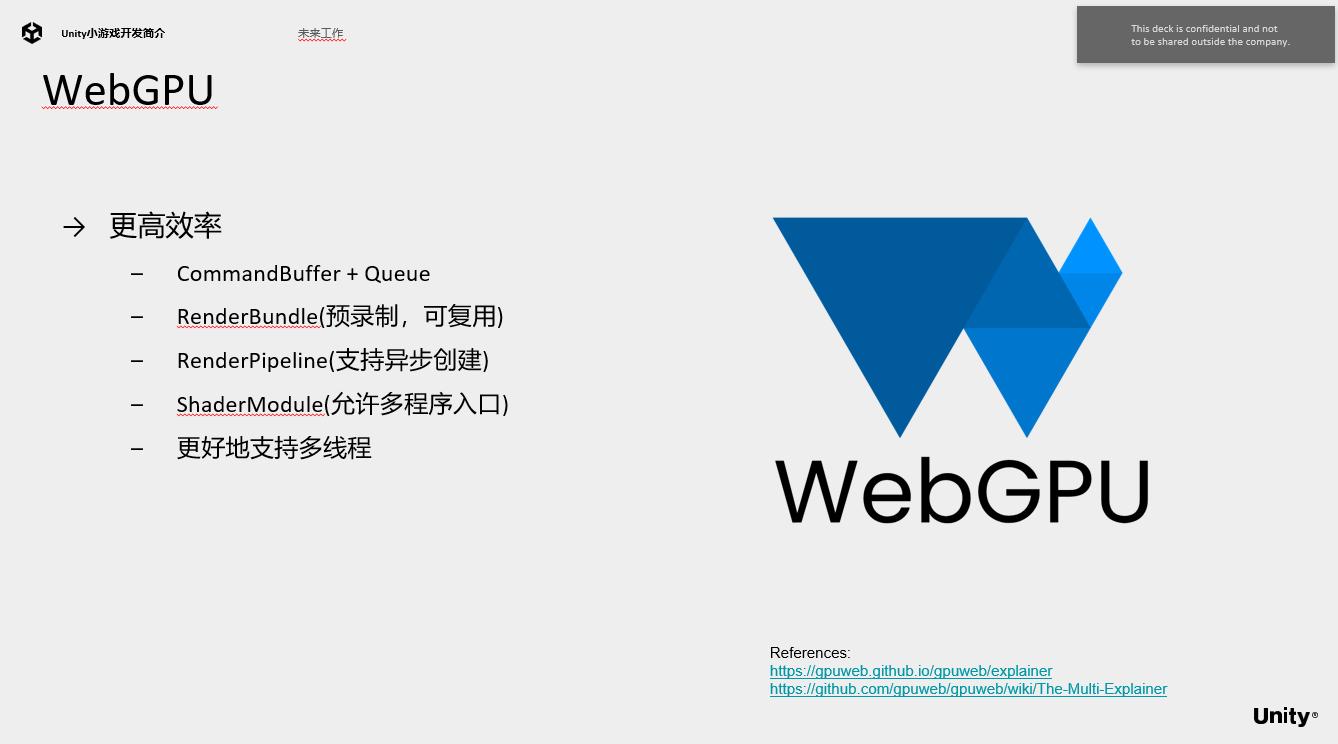 Unity小游戏开发简介
未来工作
This deck is confidential and not
to be shared outside the company.
WebGPU
→ 更高效率
– CommandBuffer + Queue
– RenderBundle(预录制，可复用)
– RenderPipeline(支持异步创建)
– ShaderModule(允许多程序入口)
– 更好地支持多线程
WebGPU
References:
https://gpuweb.github.io/gpuweb/explainer
https://github.com/gpuweb/gpuweb/wiki/The-Multi-Explainer
Unity®